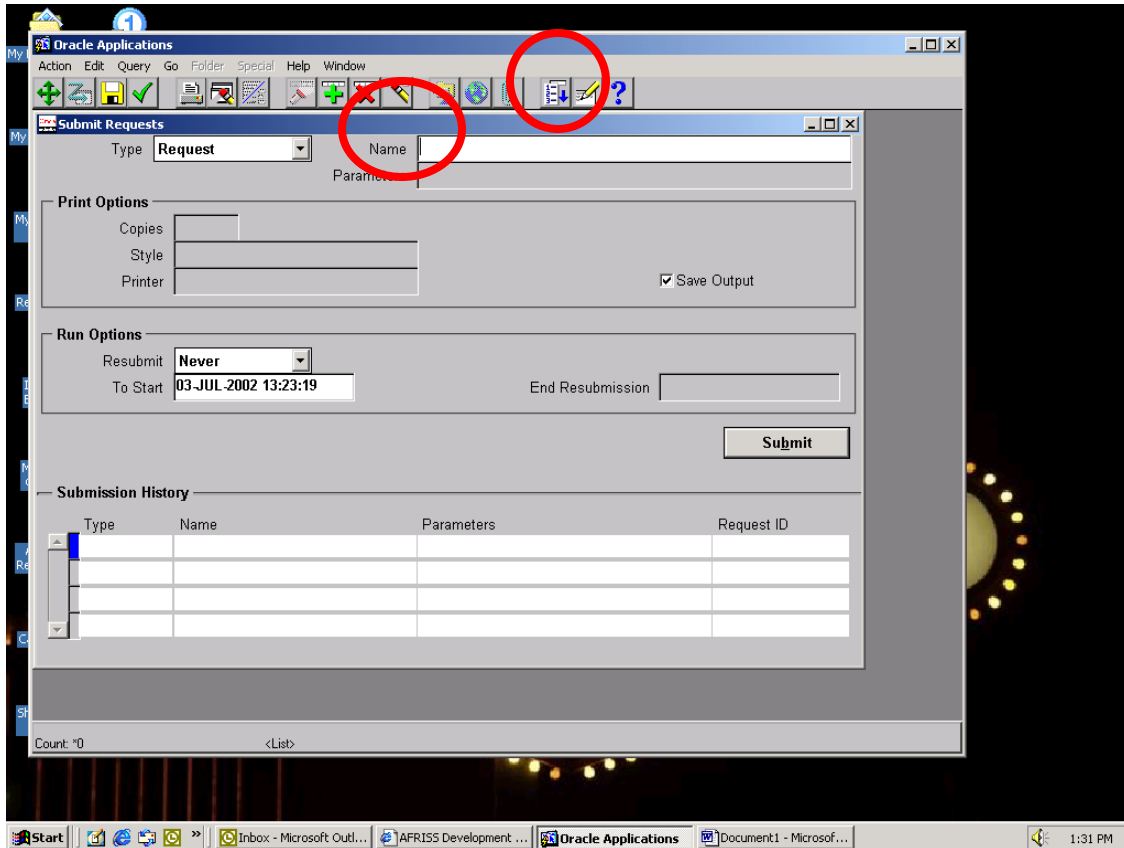 1
Oracle Applications
Action Edit Query Go Folder Special Help Window
?
Submit Requests
Type Request Name
Print Options
Copies
Style
Printer
Save Output
Run Options
Resubmit Never
To Start 03-JUL-2002 13:23:19 End Resubmission
Submit
Submission History
Type Name Parameters Request ID
Count: *0 <List>
Start » Inbox - Microsoft Outl... AFRISS Development ... Oracle Applications Document1 - Microsof... 1:31 PM